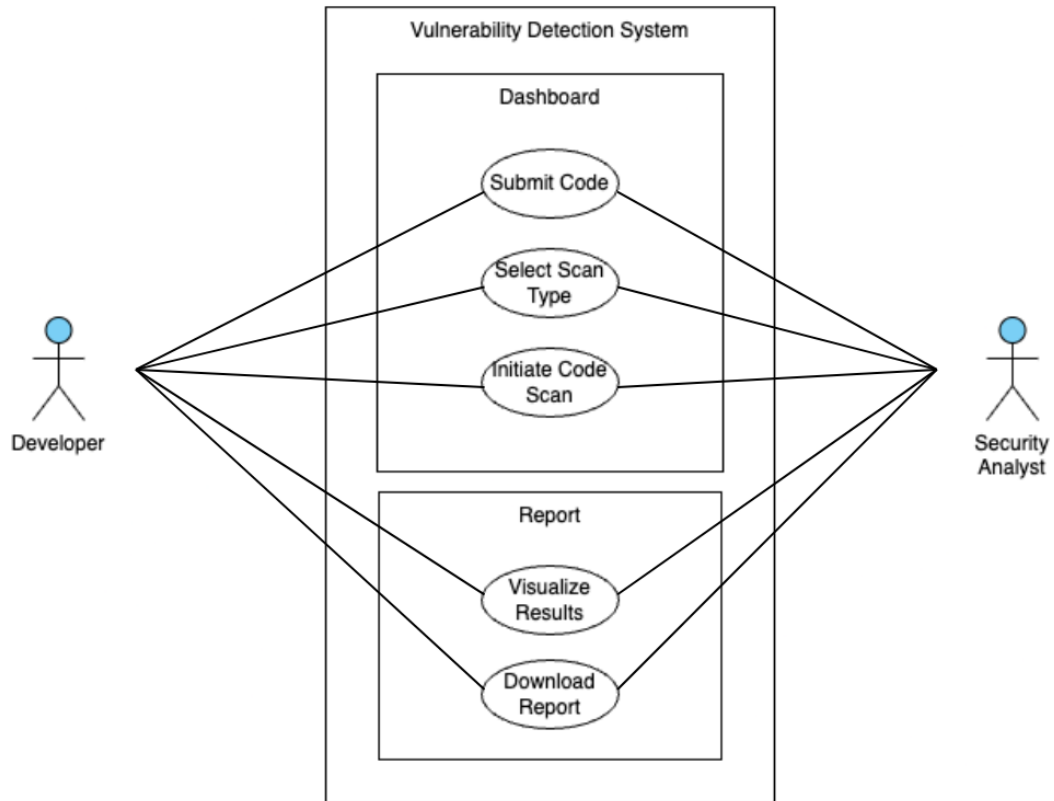 Vulnerability Detection System
Dashboard
Submit Code
Select Scan
Type
Initiate Code
Scan
Developer
Security
Analyst
Report
Visualize
Results
Download
Report